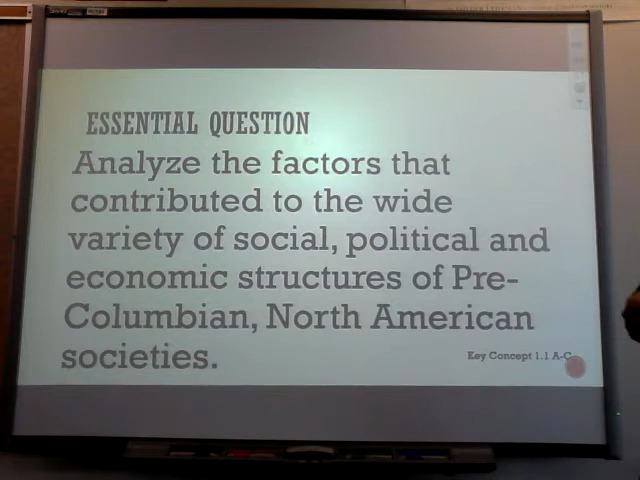 ESSENTIAL QUESTION
Analyze the factors that
contributed to the wide
variety of social, political and
economic structures of Pre-
Columbian, North American
societies.
Key Concept 1.1 A-C